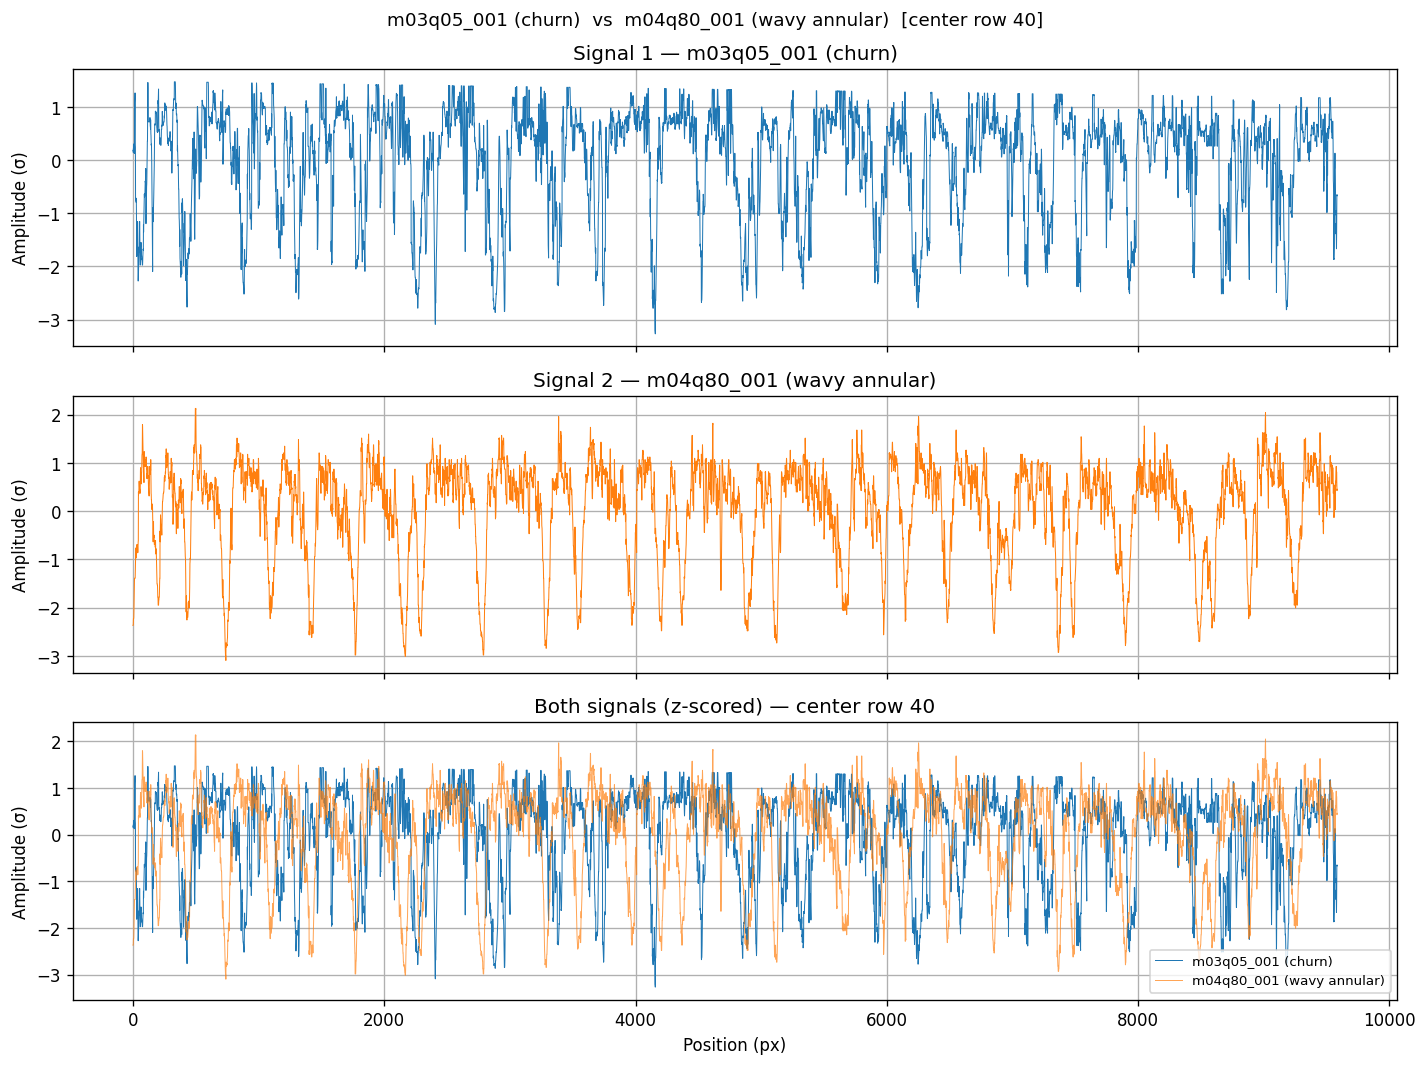 m03q05_001 (churn)  vs  m04q80_001 (wavy annular)  [center row 40]
Signal 1 — m03q05_001 (churn)
1
0
−1
−2
−3
Amplitude (σ)
Signal 2 — m04q80_001 (wavy annular)
2
1
0
−1
−2
−3
Amplitude (σ)
Both signals (z-scored) — center row 40
2
1
0
−1
−2
−3
Amplitude (σ)
m03q05_001 (churn)
m04q80_001 (wavy annular)
0 2000 4000 6000 8000 10000
Position (px)